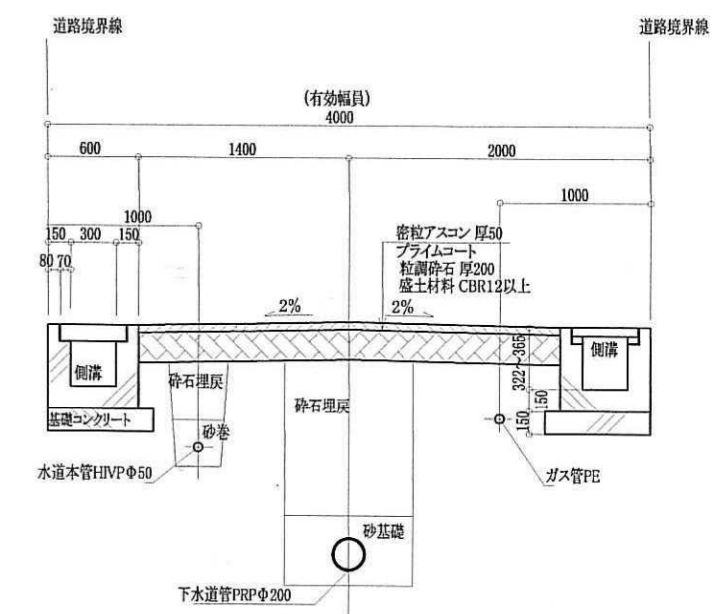 道路境界線
道路境界線
(有効幅員)
4000
600
1400
2000
1000
1000
150
300
150
80
70
密粒アスコン 厚50
プライムコート
粒調砕石 厚200
盛土材料 CBR12以上
2%
2%
側溝
側溝
322~365
150
150
砕石埋戻
砕石埋戻
基礎コンクリート
砂巻
水道本管HIVPΦ50
ガス管PE
砂基礎
下水道管PRPΦ200